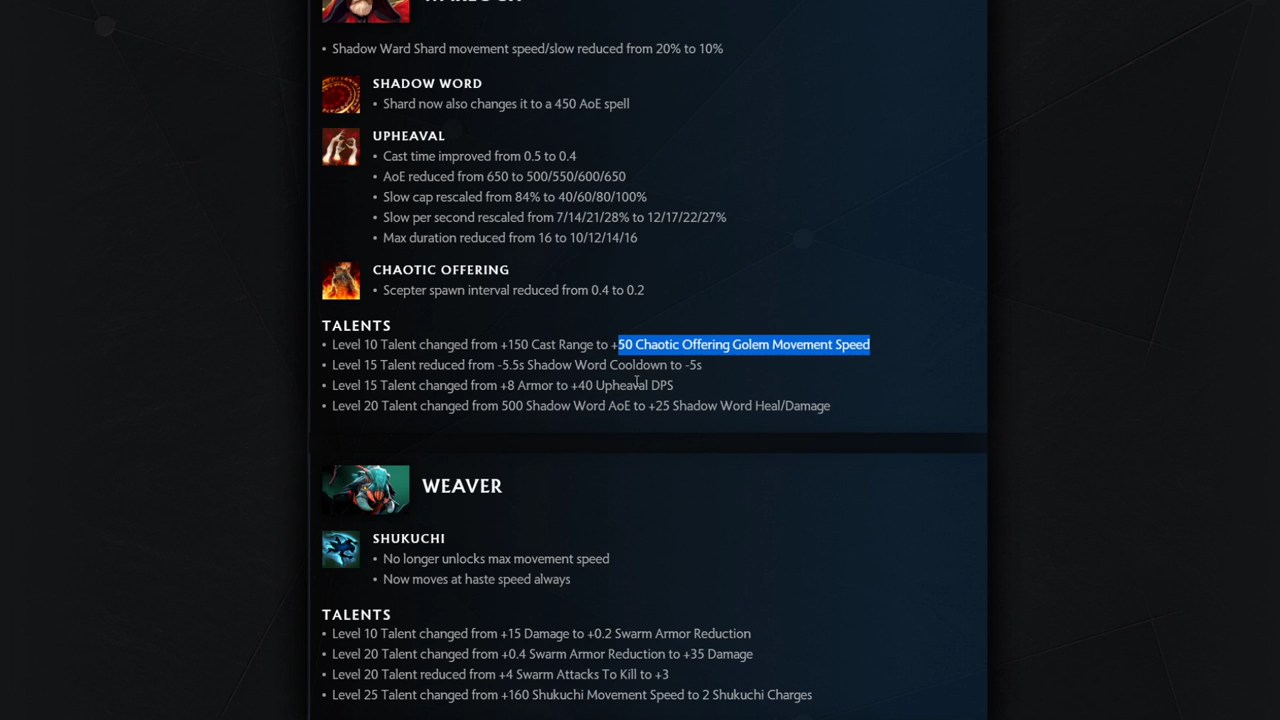 • Shadow Ward Shard movement speed/slow reduced from 20% to 10%
SHADOW WORD
• Shard now also changes it to a 450 AoE spell
UPHEAVAL
• Cast time improved from 0.5 to 0.4
• AoE reduced from 650 to 500/550/600/650
• Slow cap rescaled from 84% to 40/60/80/100%
• Slow per second rescaled from 7/14/21/28% to 12/17/22/27%
• Max duration reduced from 16 to 10/12/14/16
CHAOTIC OFFERING
• Scepter spawn interval reduced from 0.4 to 0.2
TALENTS
• Level 10 Talent changed from +150 Cast Range to +50 Chaotic Offering Golem Movement Speed
• Level 15 Talent reduced from -5.5s Shadow Word Cooldown to -5s
• Level 15 Talent changed from +8 Armor to +40 Upheaval DPS
• Level 20 Talent changed from 500 Shadow Word AoE to +25 Shadow Word Heal/Damage
WEAVER
SHUKUCHI
• No longer unlocks max movement speed
• Now moves at haste speed always
TALENTS
• Level 10 Talent changed from +15 Damage to +0.2 Swarm Armor Reduction
• Level 20 Talent changed from +0.4 Swarm Armor Reduction to +35 Damage
• Level 20 Talent reduced from +4 Swarm Attacks To Kill to +3
• Level 25 Talent changed from +160 Shukuchi Movement Speed to 2 Shukuchi Charges